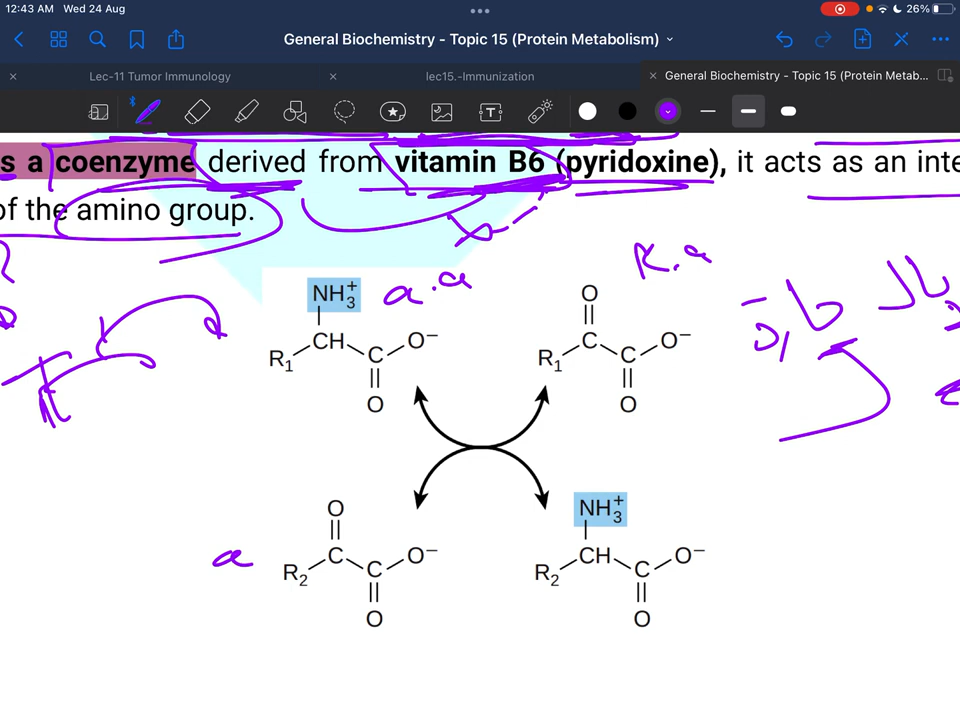 12:43 AM Wed 24 Aug 26%
General Biochemistry - Topic 15 (Protein Metabolism)
Lec-11 Tumor Immunology lec15.-Immunization General Biochemistry - Topic 15 (Protein Metab...
s a coenzyme derived from vitamin B6 (pyridoxine), it acts as an inte
of the amino group.
K.a
NH3+ a.a O
CH O− C O−
R1 C R1 C
O O
O NH3+
a C O− CH O−
R2 C R2 C
O O